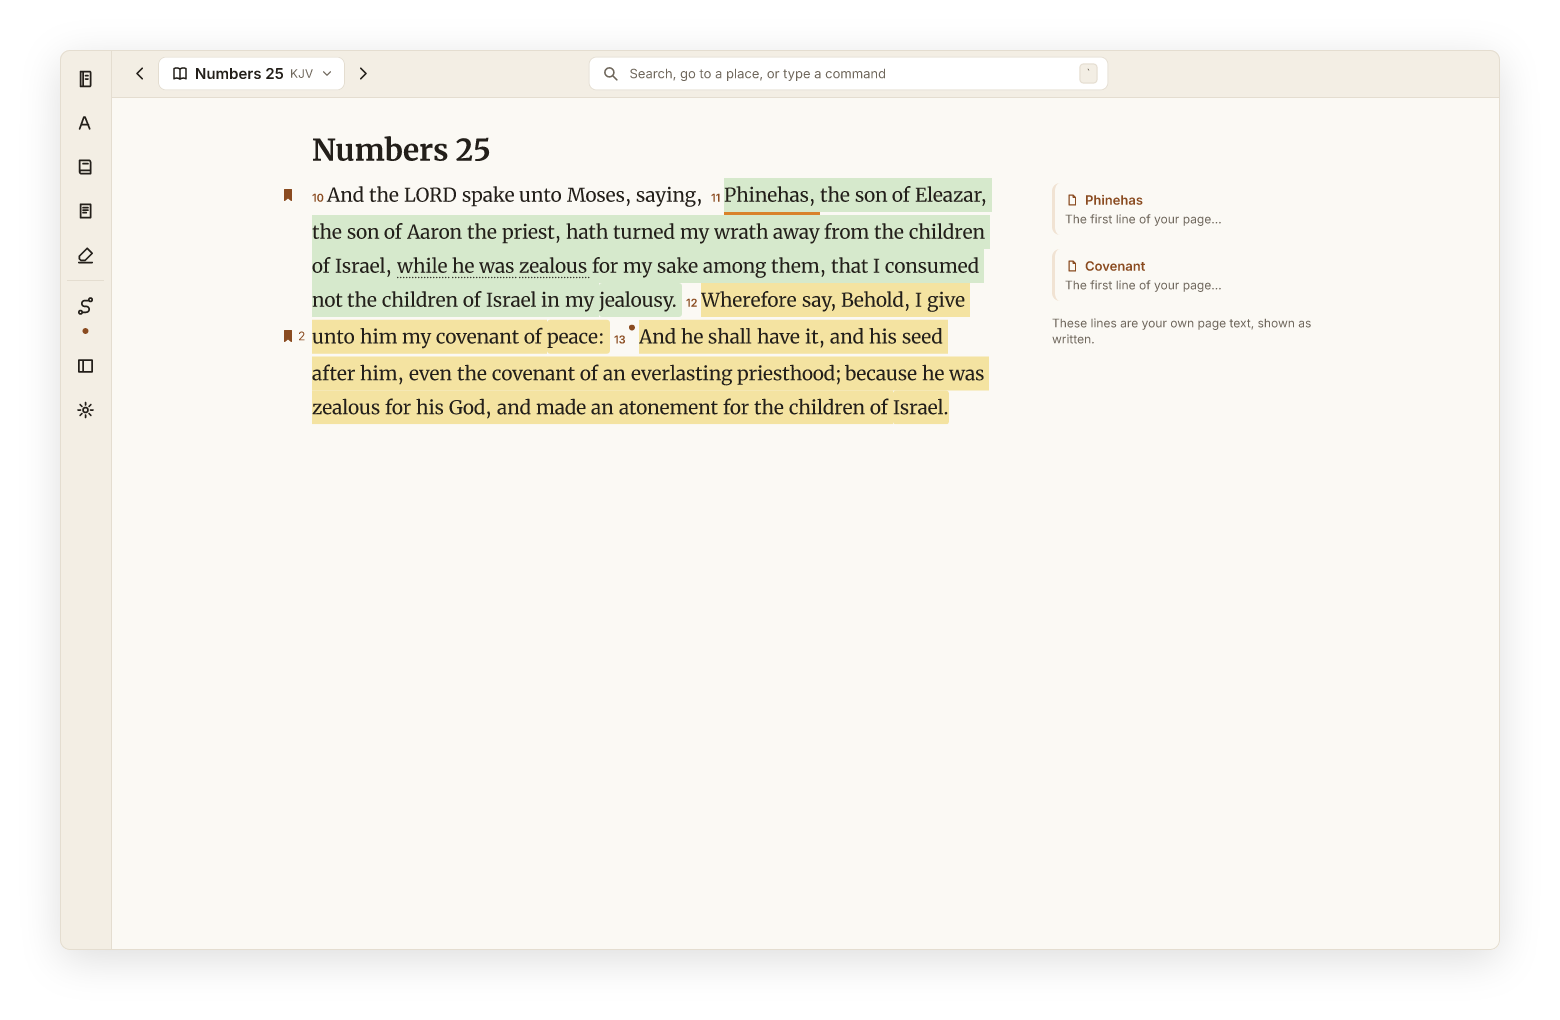 Numbers 25 KJV
Search, go to a place, or type a command
Numbers 25
10 And the LORD spake unto Moses, saying, 11 Phinehas, the son of Eleazar,
the son of Aaron the priest, hath turned my wrath away from the children
of Israel, while he was zealous for my sake among them, that I consumed
not the children of Israel in my jealousy. 12 Wherefore say, Behold, I give
2 unto him my covenant of peace: 13 And he shall have it, and his seed
after him, even the covenant of an everlasting priesthood; because he was
zealous for his God, and made an atonement for the children of Israel.
Phinehas
The first line of your page...
Covenant
The first line of your page...
These lines are your own page text, shown as
written.